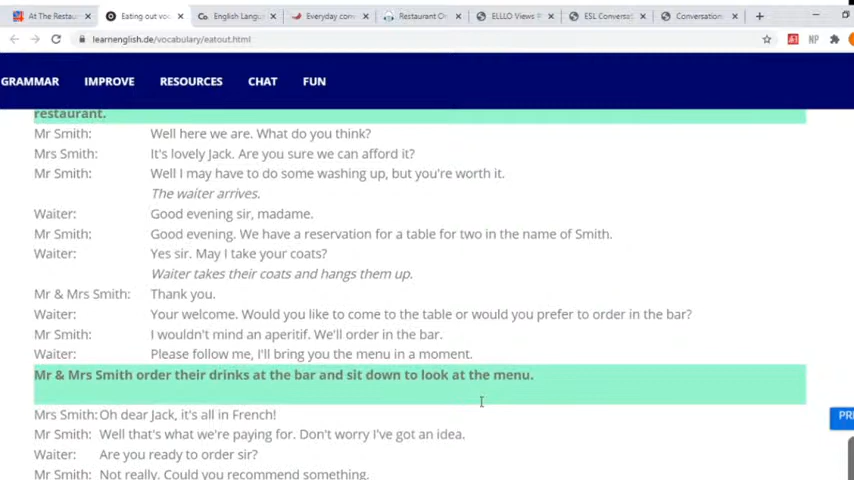 At The Restau
Eating out voc
English Langu
Everyday con
Restaurant O
ELLLO Views
ESL Conversat
Conversation
learnenglish.de/vocabulary/eatout.html
NP
GRAMMAR IMPROVE RESOURCES CHAT FUN
restaurant.
Mr Smith: Well here we are. What do you think?
Mrs Smith: It's lovely Jack. Are you sure we can afford it?
Mr Smith: Well I may have to do some washing up, but you're worth it.
The waiter arrives.
Waiter: Good evening sir, madame.
Mr Smith: Good evening. We have a reservation for a table for two in the name of Smith.
Waiter: Yes sir. May I take your coats?
Waiter takes their coats and hangs them up.
Mr & Mrs Smith: Thank you.
Waiter: Your welcome. Would you like to come to the table or would you prefer to order in the bar?
Mr Smith: I wouldn't mind an aperitif. We'll order in the bar.
Waiter: Please follow me, I'll bring you the menu in a moment.
Mr & Mrs Smith order their drinks at the bar and sit down to look at the menu.
Mrs Smith: Oh dear Jack, it's all in French!
Mr Smith: Well that's what we're paying for. Don't worry I've got an idea.
PRI
Waiter: Are you ready to order sir?
Mr Smith: Not really. Could you recommend something.